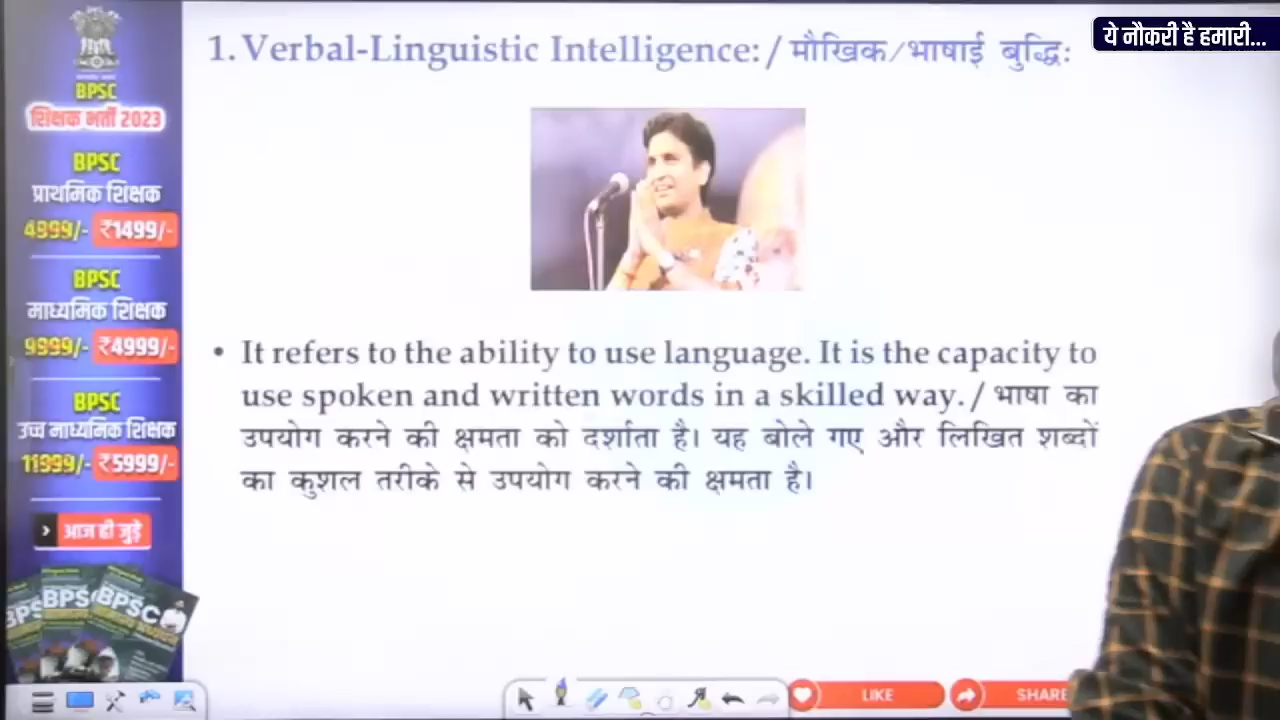 ये नौकरी है हमारी...
1. Verbal-Linguistic Intelligence: / मौखिक/भाषाई बुद्धि:
It refers to the ability to use language. It is the capacity to
use spoken and written words in a skilled way. / भाषा का
उपयोग करने की क्षमता को दर्शाता है। यह बोले गए और लिखित शब्दों
का कुशल तरीके से उपयोग करने की क्षमता है।
BPSC
शिक्षक भर्ती 2023
BPSC
प्राथमिक शिक्षक
4999/- ₹1499/-
BPSC
माध्यमिक शिक्षक
9999/- ₹4999/-
BPSC
उच्च माध्यमिक शिक्षक
11999/- ₹5999/-
आज ही जुड़े
BPS BPS BPSC
LIKE
SHARE